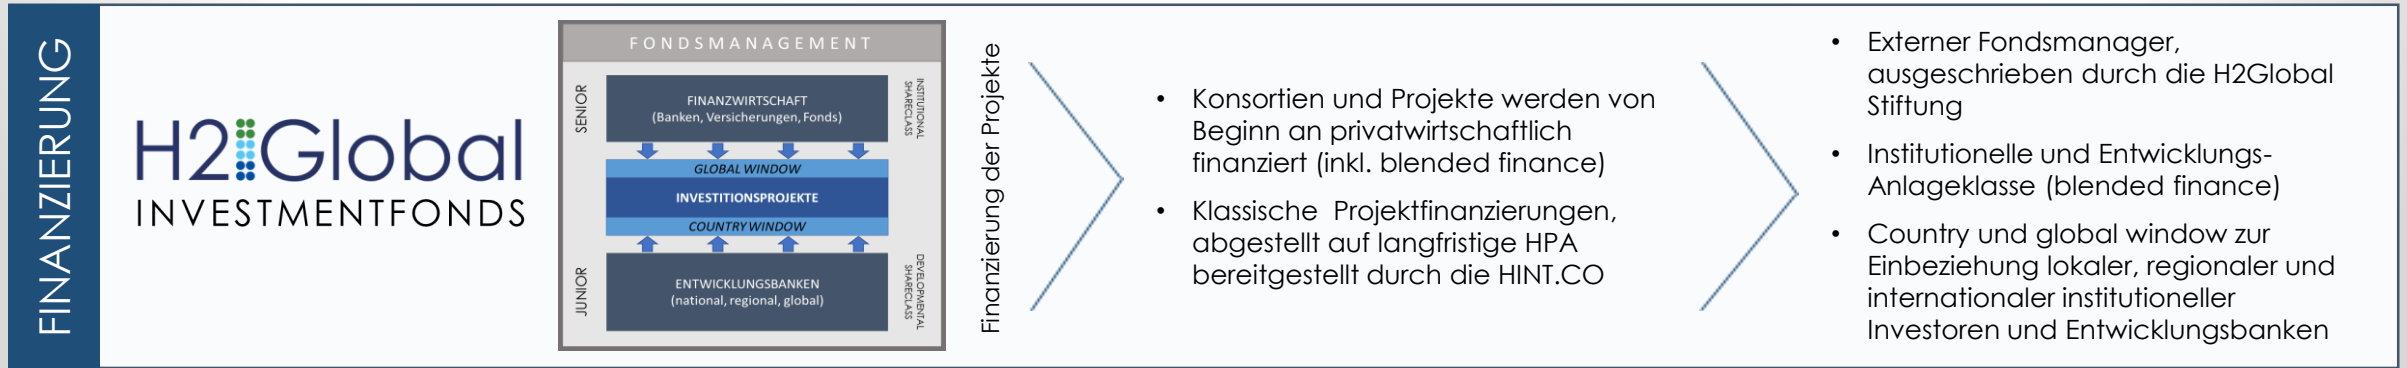 FINANZIERUNG
H2Global
INVESTMENTFONDS
FONDSMANAGEMENT
SENIOR
FINANZWIRTSCHAFT
(Banken, Versicherungen, Fonds)
INSTITUTIONAL
SHARECLASS
GLOBAL WINDOW
INVESTITIONSPROJEKTE
COUNTRY WINDOW
JUNIOR
ENTWICKLUNGSBANKEN
(national, regional, global)
DEVELOPMENTAL
SHARECLASS
Finanzierung der Projekte
• Konsortien und Projekte werden von
Beginn an privatwirtschaftlich
finanziert (inkl. blended finance)
• Klassische Projektfinanzierungen,
abgestellt auf langfristige HPA
bereitgestellt durch die HINT.CO
• Externer Fondsmanager,
ausgeschrieben durch die H2Global
Stiftung
• Institutionelle und Entwicklungs-
Anlageklasse (blended finance)
• Country und global window zur
Einbeziehung lokaler, regionaler und
internationaler institutioneller
Investoren und Entwicklungsbanken